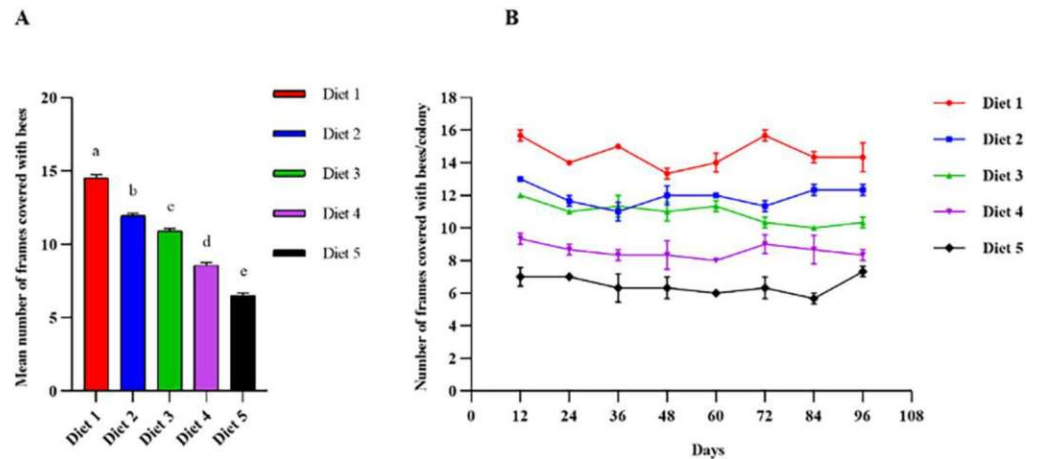 A
B
Mean number of frames covered with bees
20
15
10
5
0
a
b
c
d
e
Diet 1
Diet 2
Diet 3
Diet 4
Diet 5
Diet 1
Diet 2
Diet 3
Diet 4
Diet 5
Number of frames covered with bees/colony
18
16
14
12
10
8
6
4
2
0
0 12 24 36 48 60 72 84 96 108
Days
Diet 1
Diet 2
Diet 3
Diet 4
Diet 5